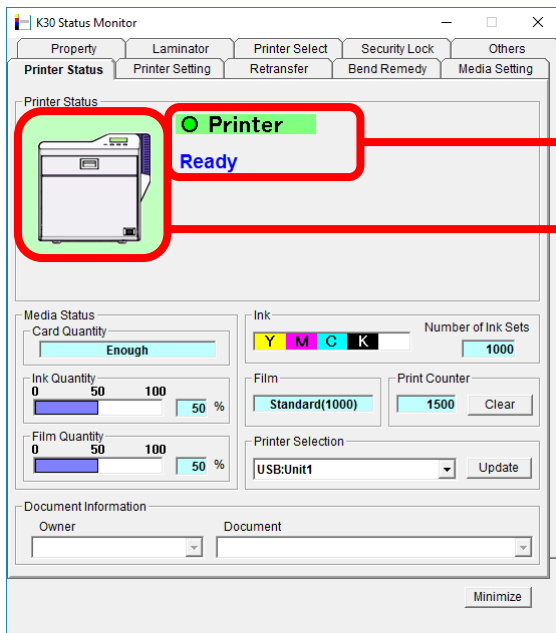 K30 Status Monitor
Property Laminator Printer Select Security Lock Others
Printer Status Printer Setting Retransfer Bend Remedy Media Setting
Printer Status
Printer
Ready
Media Status
Card Quantity
Enough
Ink
Y M C K
Number of Ink Sets
1000
Ink Quantity
0 50 100
50 %
Film
Standard(1000)
Print Counter
1500 Clear
Film Quantity
0 50 100
50 %
Printer Selection
USB:Unit1 Update
Document Information
Owner Document
Minimize